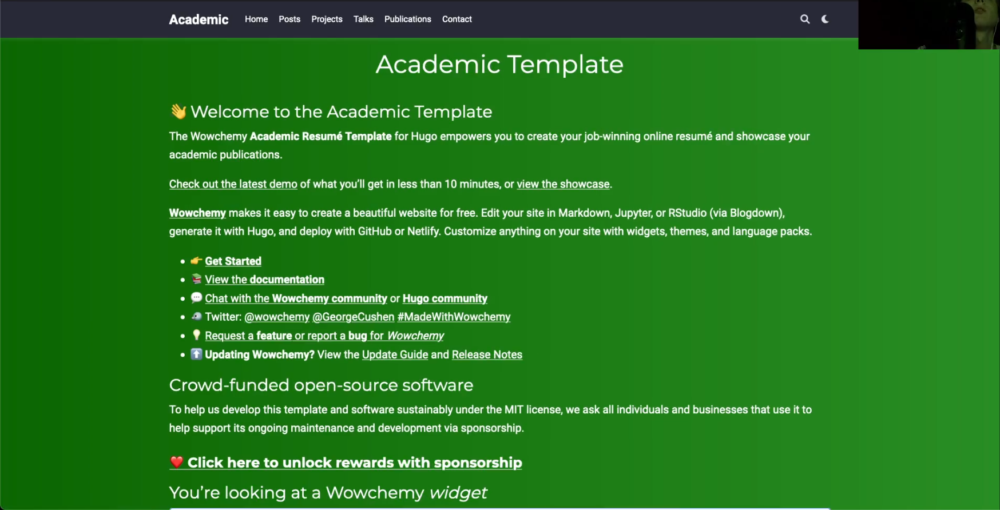 Academic Home Posts Projects Talks Publications Contact
Academic Template
👋 Welcome to the Academic Template
The Wowchemy Academic Resumé Template for Hugo empowers you to create your job-winning online resumé and showcase your
academic publications.
Check out the latest demo of what you’ll get in less than 10 minutes, or view the showcase.
Wowchemy makes it easy to create a beautiful website for free. Edit your site in Markdown, Jupyter, or RStudio (via Blogdown),
generate it with Hugo, and deploy with GitHub or Netlify. Customize anything on your site with widgets, themes, and language packs.
• 👉 Get Started
• 📚 View the documentation
• 💬 Chat with the Wowchemy community or Hugo community
• 🐦 Twitter: @wowchemy @GeorgeCushen #MadeWithWowchemy
• 💡 Request a feature or report a bug for Wowchemy
• ⬆️ Updating Wowchemy? View the Update Guide and Release Notes
Crowd-funded open-source software
To help us develop this template and software sustainably under the MIT license, we ask all individuals and businesses that use it to
help support its ongoing maintenance and development via sponsorship.
❤️ Click here to unlock rewards with sponsorship
You’re looking at a Wowchemy widget